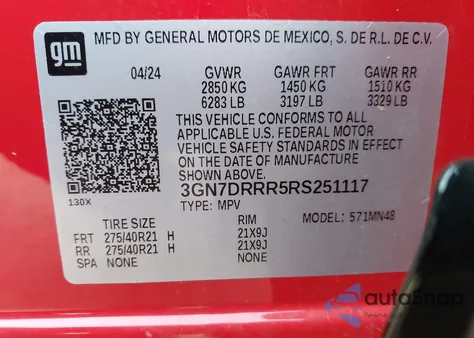 gm MFD BY GENERAL MOTORS DE MEXICO, S. DE R.L. DE C.V.
04/24 GVWR GAWR FRT GAWR RR
2850 KG 1450 KG 1510 KG
6283 LB 3197 LB 3329 LB
THIS VEHICLE CONFORMS TO ALL
APPLICABLE U.S. FEDERAL MOTOR
VEHICLE SAFETY STANDARDS IN EFFECT
ON THE DATE OF MANUFACTURE
SHOWN ABOVE.
3GN7DRRR5RS251117
130X TYPE: MPV MODEL: 571MN48
TIRE SIZE RIM
FRT 275/40R21 H 21X9J
RR 275/40R21 H 21X9J
SPA NONE NONE
autoSnap